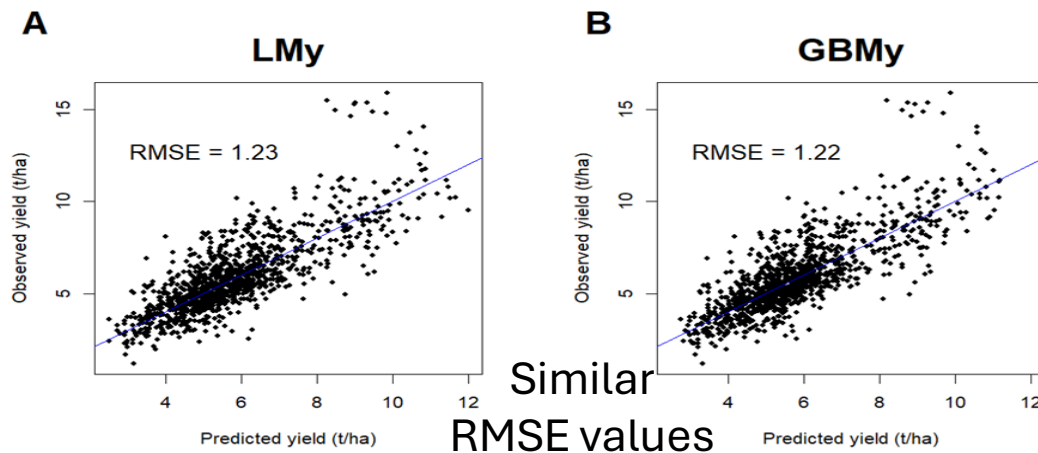 A
LMy
Observed yield (t/ha)
15
10
5
RMSE = 1.23
4 6 8 10 12
Predicted yield (t/ha)
B
GBMy
Observed yield (t/ha)
15
10
5
RMSE = 1.22
4 6 8 10 12
Predicted yield (t/ha)
Similar
RMSE values